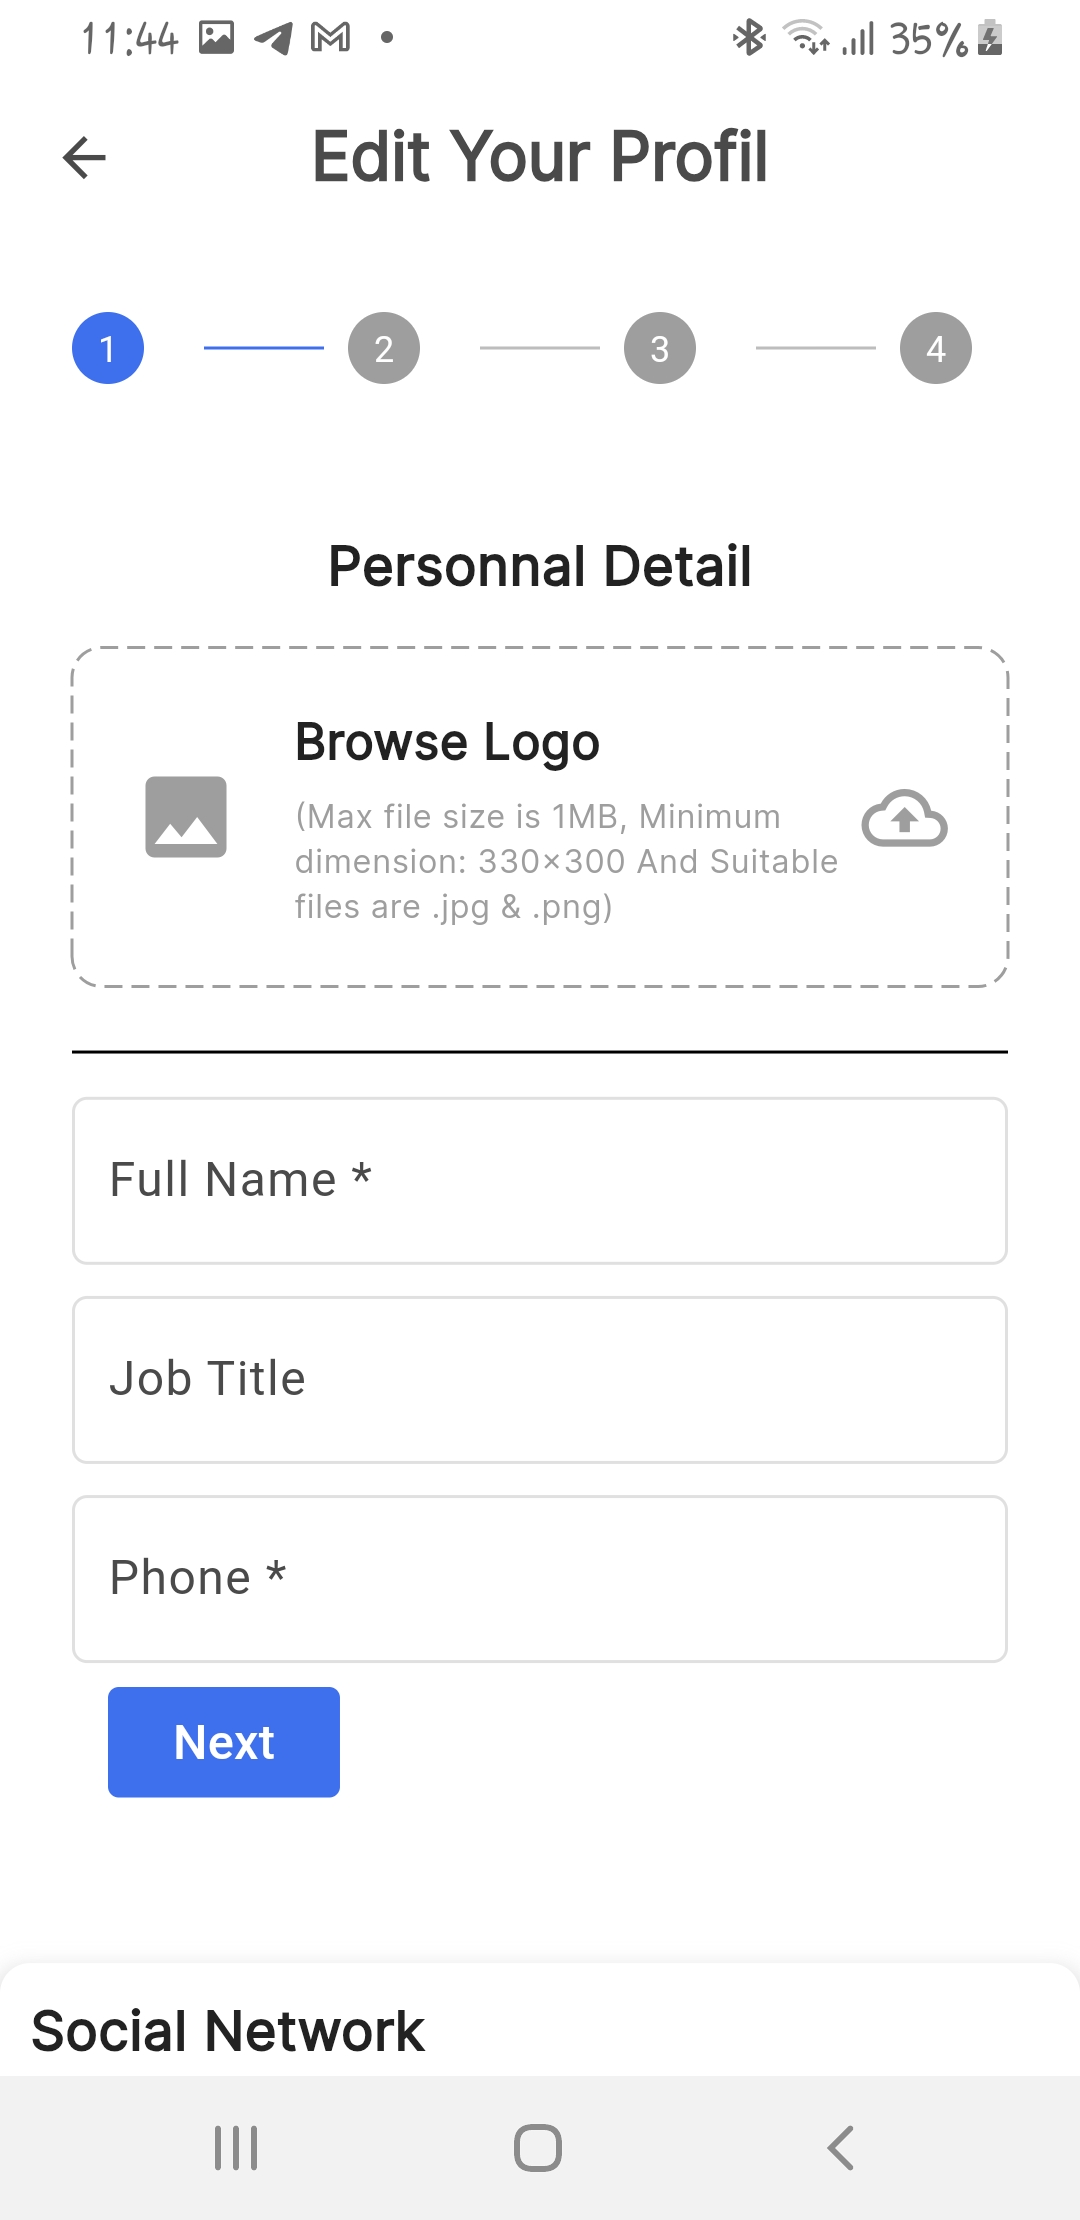 11:44 35%
Edit Your Profil
1 2 3 4
Personnal Detail
Browse Logo
(Max file size is 1MB, Minimum
dimension: 330×300 And Suitable
files are .jpg & .png)
Full Name *
Job Title
Phone *
Next
Social Network